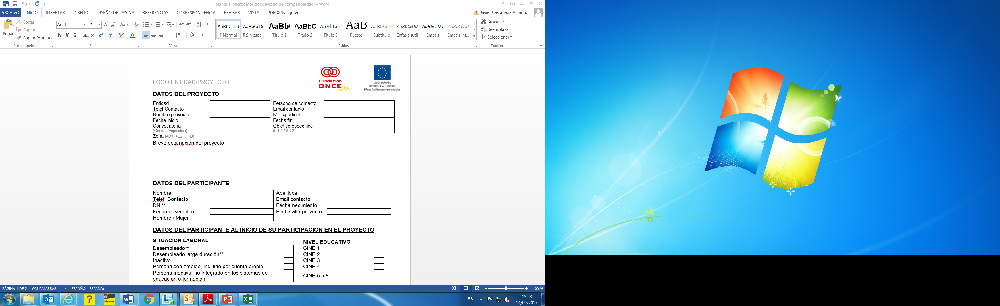 plantilla_microdatos.docx [Modo de compatibilidad] - Word
ARCHIVO INICIO INSERTAR DISEÑO DISEÑO DE PÁGINA REFERENCIAS CORRESPONDENCIA REVISAR VISTA PDF-XChange V6
Javier Castañeda Villarino
Pegar
Cortar
Copiar
Copiar formato
Portapapeles
Arial 12
Aa
N K S abc x₂ x²
Fuente
Párrafo
AaBbCcDd AaBbCcDd AaBb( AaBbC AaBbCcD AaB AaBbCcD AaBbCcDd AaBbCcDd AaBbCcDd
¶ Normal ¶ Sin espa... Título 1 Título 2 Título 3 Puesto Subtítulo Énfasis sutil Énfasis Énfasis int...
Estilos
Buscar
Reemplazar
Seleccionar
Edición
LOGO ENTIDAD/PROYECTO
Fundación
ONCE
UNIÓN EUROPEA
FONDO SOCIAL EUROPEO
El Fondo Social Europeo invierte en tu futuro
DATOS DEL PROYECTO
Entidad Persona de contacto
Telef Contacto Email contacto
Nombre proyecto Nº Expediente
Fecha inicio Fecha fin
Convocatoria Objetivo especifico
(General/Especifica) (9.1.1 / 9.1.2)
Zona (+D1, +D2, T, -D)
Breve descripcion del proyecto
DATOS DEL PARTICIPANTE
Nombre Apellidos
Telef. Contacto Email contacto
DNI** Fecha nacimiento
Fecha desempleo Fecha alta proyecto
Hombre / Mujer
DATOS DEL PARTICIPANTE AL INICIO DE SU PARTICIPACION EN EL PROYECTO
SITUACION LABORAL NIVEL EDUCATIVO
Desempleado** CINE 1
Desempleado larga duración** CINE 2
Inactivo CINE 3
Persona con empleo, incluido por cuenta propia CINE 4
Persona inactiva, no integrado en los sistemas de
educacion o formacion CINE 5 a 8
PÁGINA 1 DE 2 693 PALABRAS ESPAÑOL (ESPAÑA) 100 %
EY
Discover
ES
13:28
14/09/2017